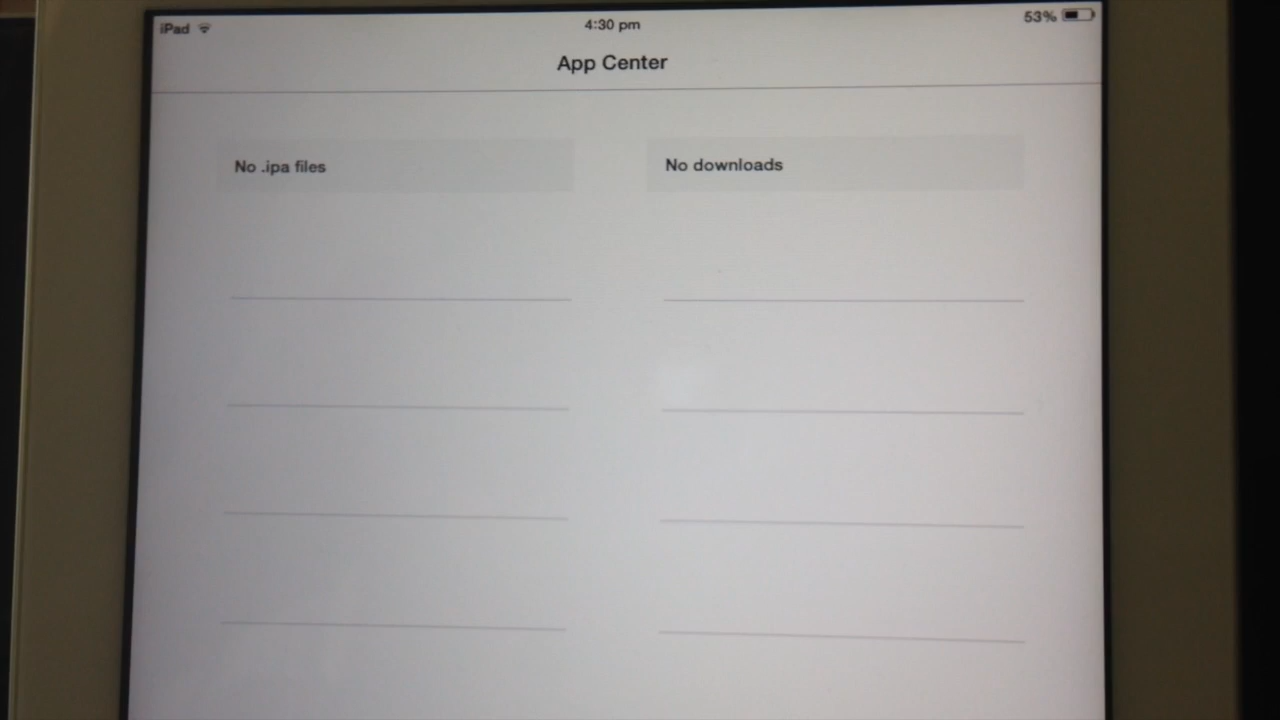 iPad
4:30 pm
53%
App Center
No .ipa files
No downloads